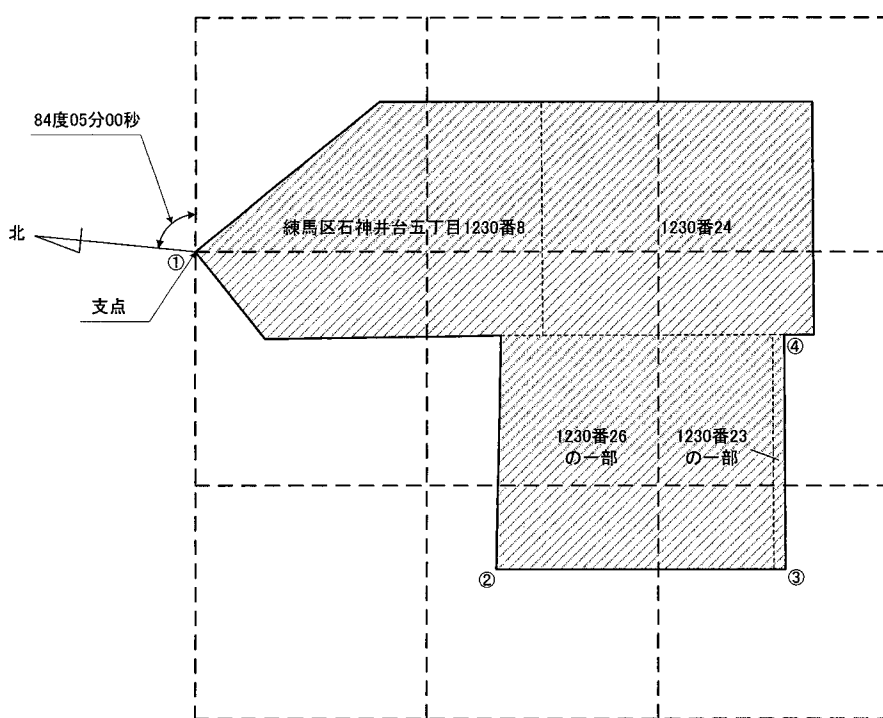 84度05分00秒
北
①
支点
練馬区石神井台五丁目1230番8
1230番24
④
1230番26
の一部
1230番23
の一部
②
③